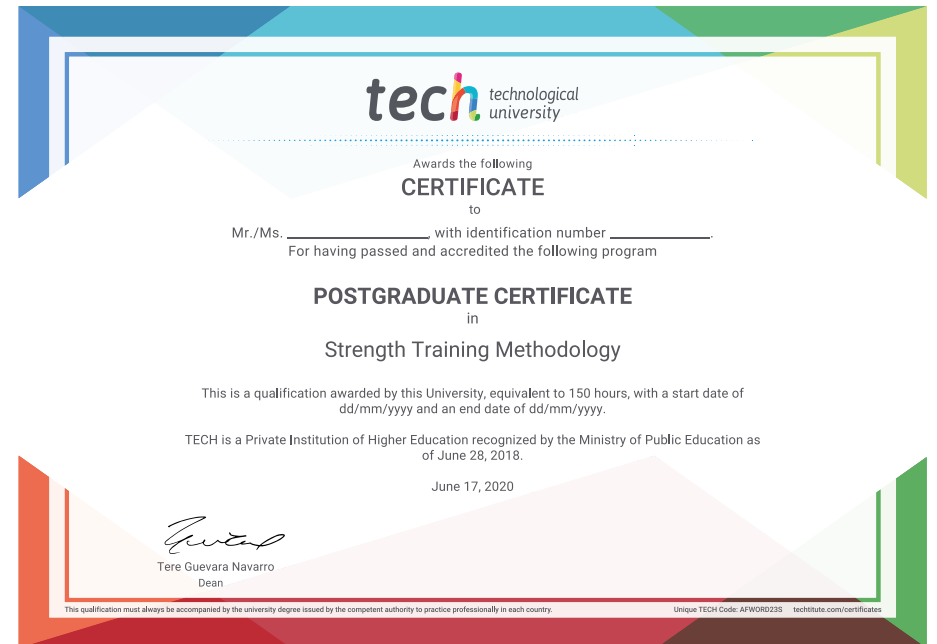 tech technological
university
Awards the following
CERTIFICATE
to
Mr./Ms. ____________________, with identification number ______________.
For having passed and accredited the following program
POSTGRADUATE CERTIFICATE
in
Strength Training Methodology
This is a qualification awarded by this University, equivalent to 150 hours, with a start date of
dd/mm/yyyy and an end date of dd/mm/yyyy.
TECH is a Private Institution of Higher Education recognized by the Ministry of Public Education as
of June 28, 2018.
June 17, 2020
Tere Guevara Navarro
Dean
This qualification must always be accompanied by the university degree issued by the competent authority to practice professionally in each country. Unique TECH Code: AFWORD23S techtitute.com/certificates